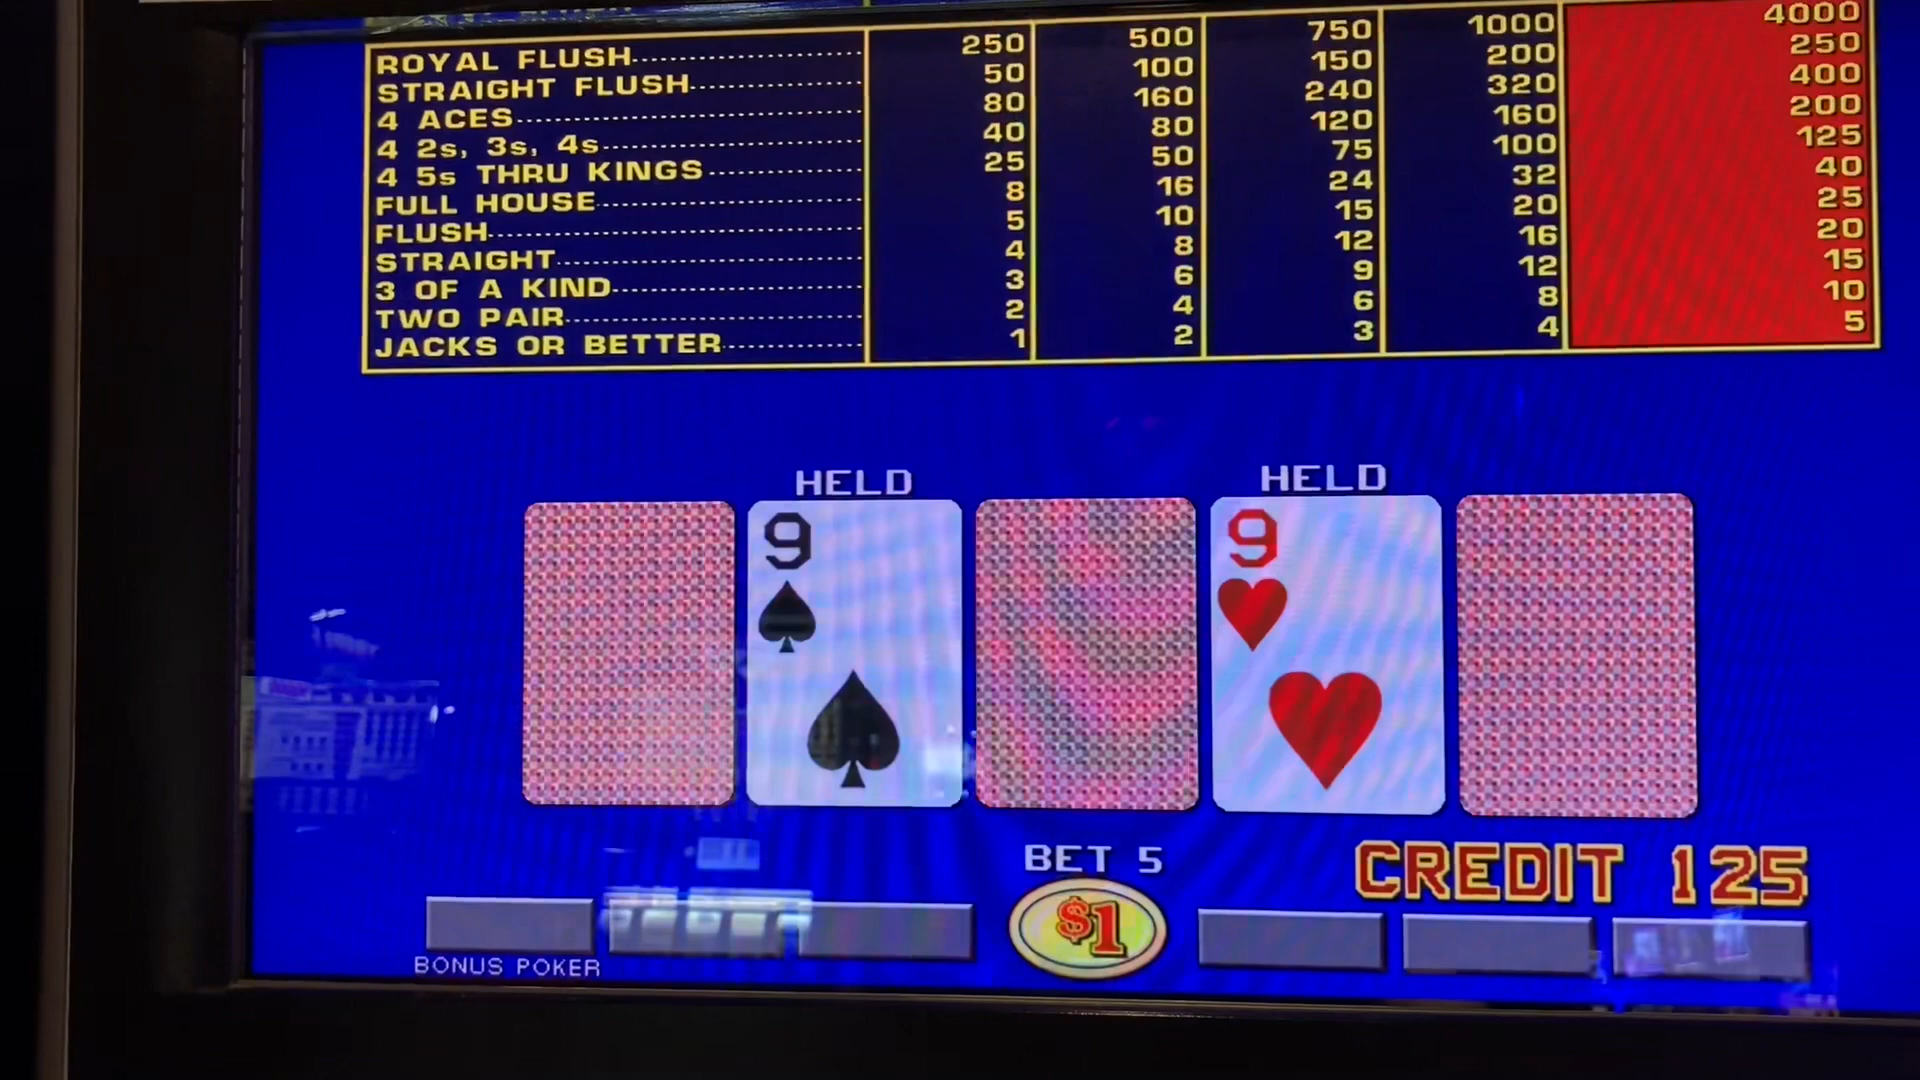 ROYAL FLUSH 250 500 750 1000 4000
STRAIGHT FLUSH 50 100 150 200 250
4 ACES 80 160 240 320 400
4 2s, 3s, 4s 40 80 120 160 200
4 5s THRU KINGS 25 50 75 100 125
FULL HOUSE 8 16 24 32 40
FLUSH 5 10 15 20 25
STRAIGHT 4 8 12 16 20
3 OF A KIND 3 6 9 12 15
TWO PAIR 2 4 6 8 10
JACKS OR BETTER 1 2 3 4 5
HELD HELD
9 9
BET 5
CREDIT 125
$1
BONUS POKER